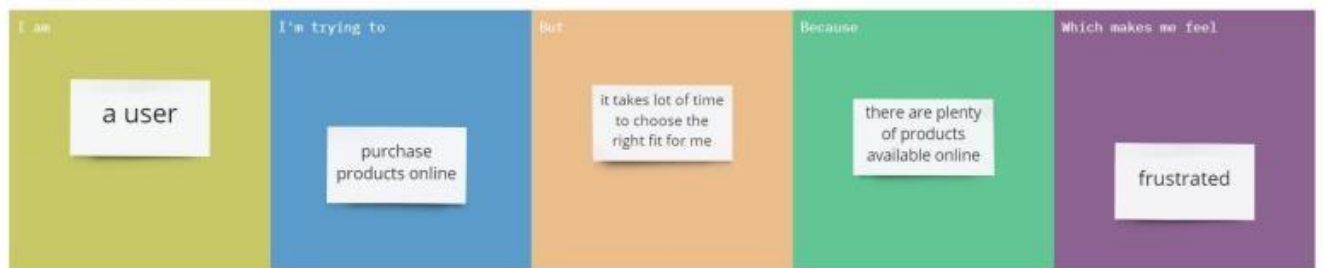 I am
a user
I'm trying to
purchase
products online
But
it takes lot of time
to choose the
right fit for me
Because
there are plenty
of products
available online
Which makes me feel
frustrated